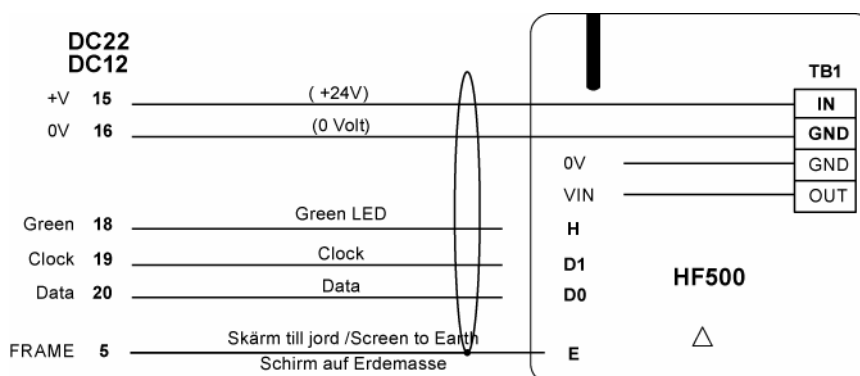 DC22
DC12
TB1
+V 15 ( +24V) IN
0V 16 (0 Volt) GND
0V GND
VIN OUT
Green 18 Green LED H
Clock 19 Clock D1
Data 20 Data D0
HF500
Skärm till jord /Screen to Earth
FRAME 5 E
Schirm auf Erdemasse